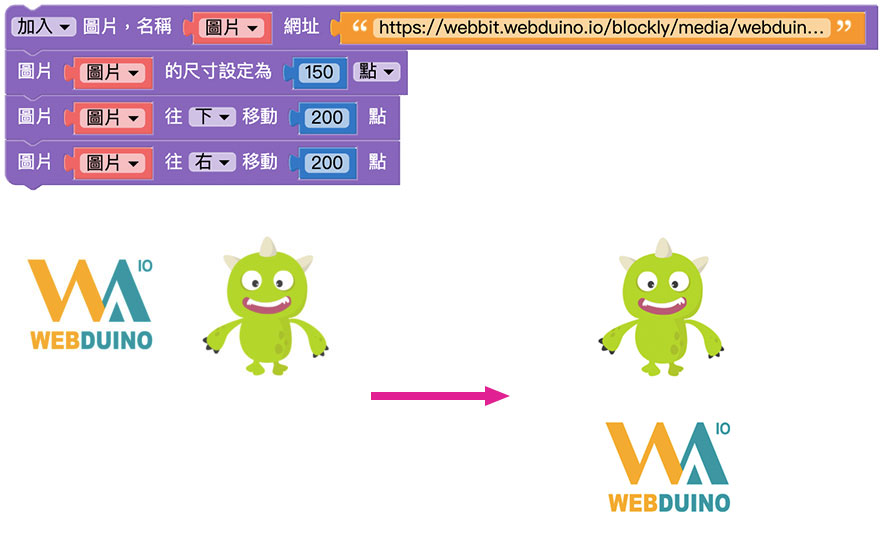 加入 圖片，名稱 圖片 網址 “ https://webbit.webduino.io/blockly/media/webduin... ”
圖片 圖片 的尺寸設定為 150 點
圖片 圖片 往 下 移動 200 點
圖片 圖片 往 右 移動 200 點
WA IO
WEBDUINO
WA IO
WEBDUINO